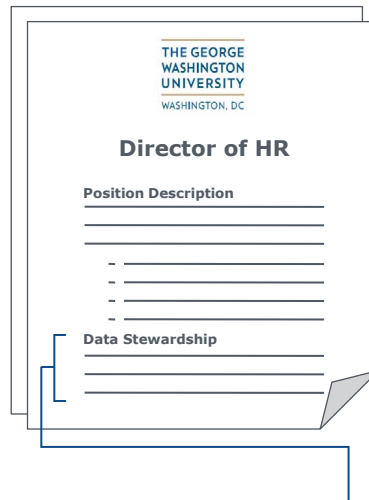 THE GEORGE
WASHINGTON
UNIVERSITY
WASHINGTON, DC
Director of HR
Position Description
Data Stewardship